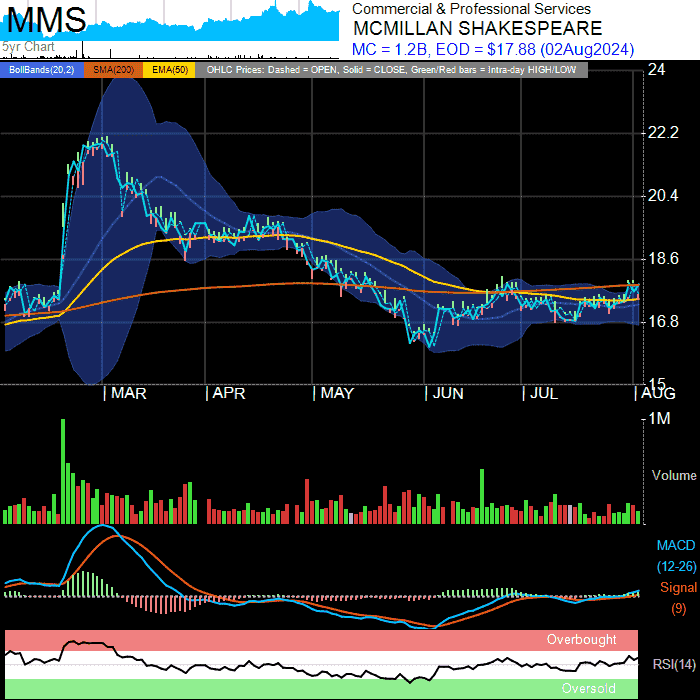 MMS
5yr Chart
Commercial & Professional Services
MCMILLAN SHAKESPEARE
MC = 1.2B, EOD = $17.88 (02Aug2024)
BollBands(20,2) SMA(200) EMA(50) OHLC Prices: Dashed = OPEN, Solid = CLOSE, Green/Red bars = Intra-day HIGH/LOW
24
22.2
20.4
18.6
16.8
15
MAR APR MAY JUN JUL AUG
1M
Volume
MACD
(12-26)
Signal
(9)
Overbought
RSI(14)
Oversold